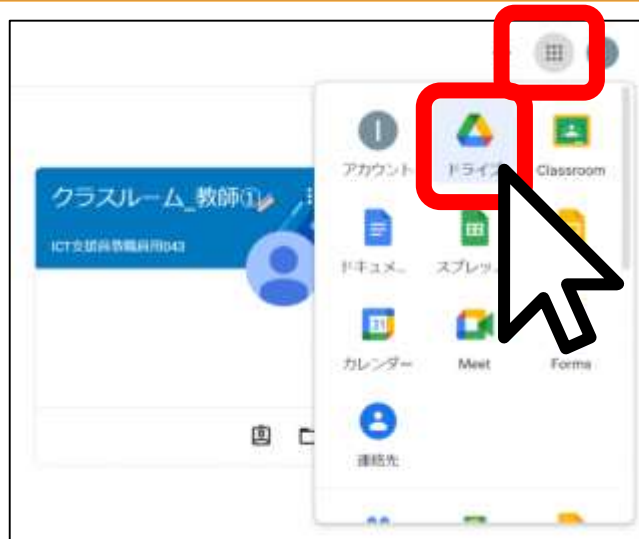 クラスルーム_教師①
ICT支援員教職員用043
アカウント
ドライブ
Classroom
ドキュメ...
スプレッ
カレンダー
31
Meet
Forms
連絡先